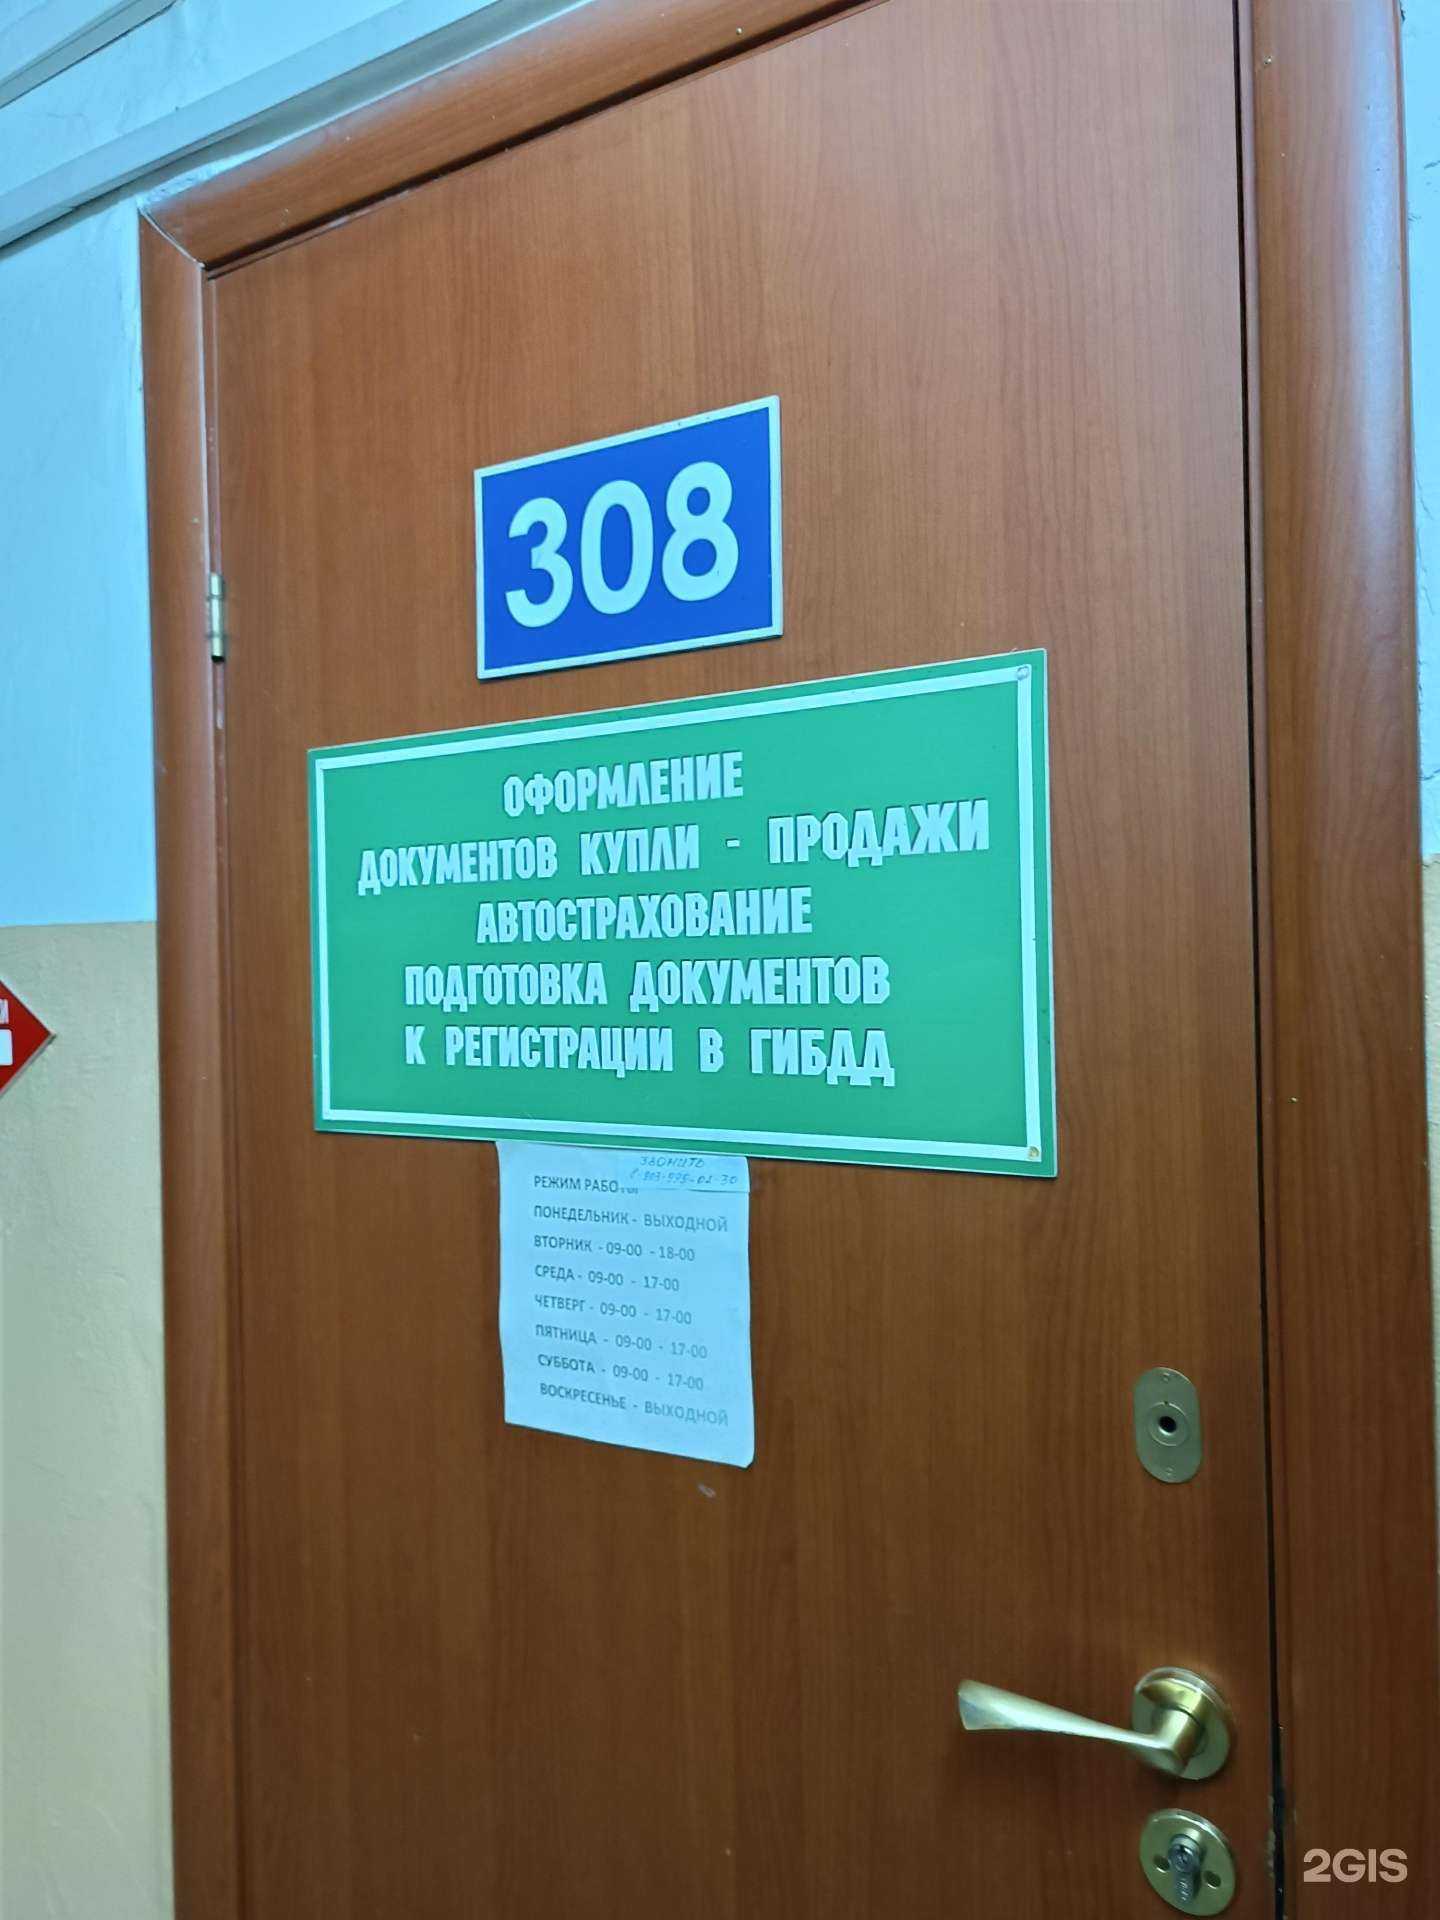 308
ОФОРМЛЕНИЕ
ДОКУМЕНТОВ КУПЛИ - ПРОДАЖИ
АВТОСТРАХОВАНИЕ
ПОДГОТОВКА ДОКУМЕНТОВ
К РЕГИСТРАЦИИ В ГИБДД
ЗВОНИТЬ
РЕЖИМ РАБОТЫ
ПОНЕДЕЛЬНИК - ВЫХОДНОЙ
ВТОРНИК - 09-00 - 18-00
СРЕДА - 09-00 - 17-00
ЧЕТВЕРГ - 09-00 - 17-00
ПЯТНИЦА - 09-00 - 17-00
СУББОТА - 09-00 - 17-00
ВОСКРЕСЕНЬЕ - ВЫХОДНОЙ
2GIS